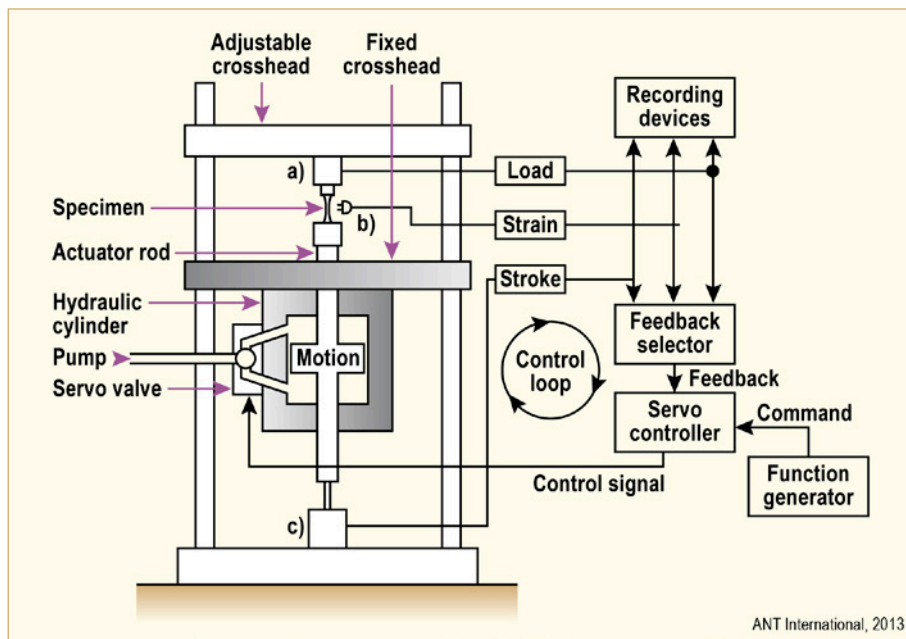 Adjustable
crosshead
Fixed
crosshead
Recording
devices
a)
Load
Specimen
b)
Strain
Actuator rod
Stroke
Hydraulic
cylinder
Feedback
selector
Motion
Control
loop
Pump
Feedback
Servo valve
Servo
controller
Command
Control signal
Function
generator
c)
ANT International, 2013